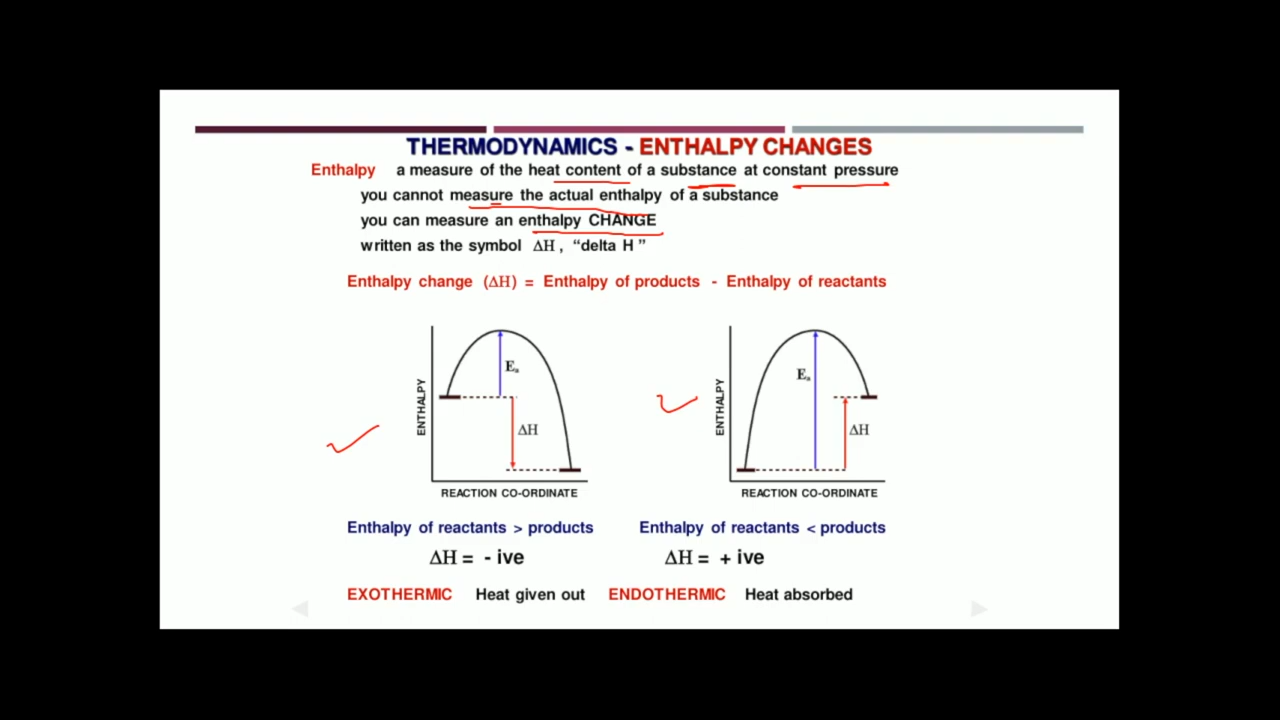 THERMODYNAMICS - ENTHALPY CHANGES
Enthalpy a measure of the heat content of a substance at constant pressure
you cannot measure the actual enthalpy of a substance
you can measure an enthalpy CHANGE
written as the symbol ΔH , “delta H ”
Enthalpy change (ΔH) = Enthalpy of products - Enthalpy of reactants
ENTHALPY
Eₐ
ΔH
REACTION CO-ORDINATE
ENTHALPY
Eₐ
ΔH
REACTION CO-ORDINATE
Enthalpy of reactants > products
Enthalpy of reactants < products
ΔH = - ive
ΔH = + ive
EXOTHERMIC Heat given out
ENDOTHERMIC Heat absorbed